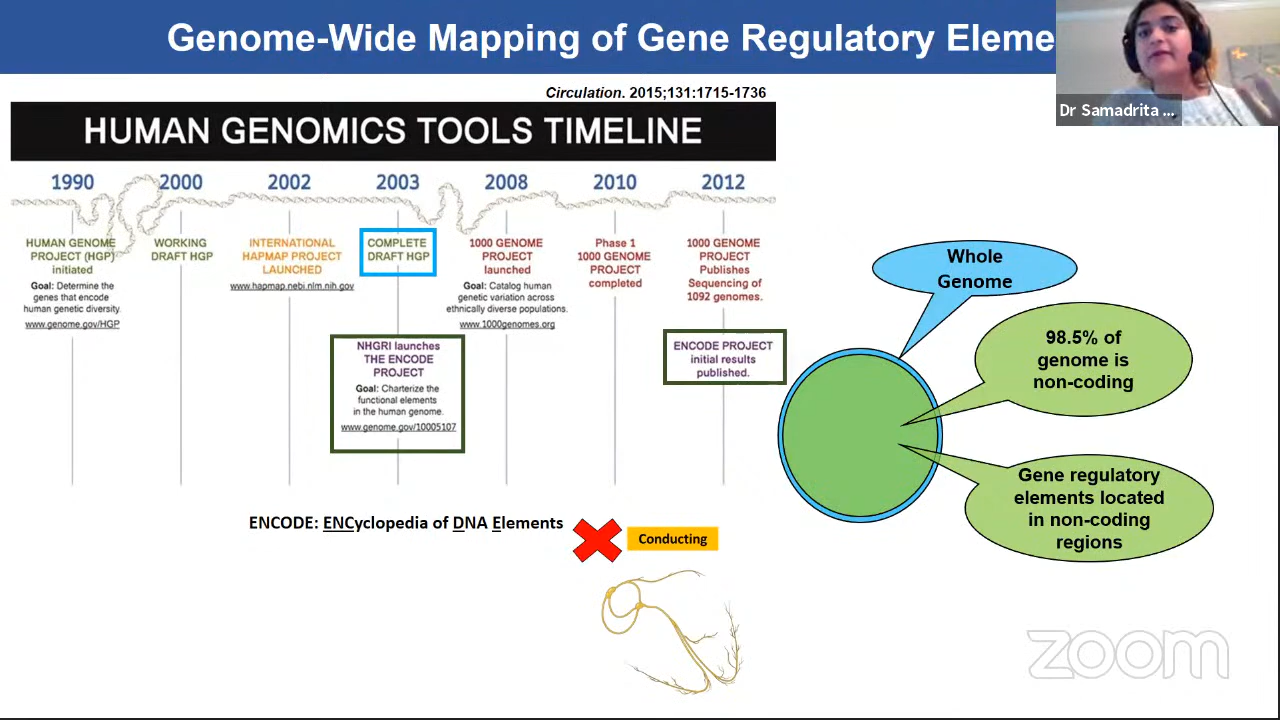 Genome-Wide Mapping of Gene Regulatory Eleme
Dr Samadrita ...
Circulation. 2015;131:1715-1736
HUMAN GENOMICS TOOLS TIMELINE
1990
2000
2002
2003
2008
2010
2012
HUMAN GENOME
PROJECT (HGP)
initiated
Goal: Determine the
genes that encode
human genetic diversity.
www.genome.gov/HGP
WORKING
DRAFT HGP
INTERNATIONAL
HAPMAP PROJECT
LAUNCHED
www.hapmap.nebi.nlm.nih.gov
COMPLETE
DRAFT HGP
NHGRI launches
THE ENCODE
PROJECT
Goal: Charterize the
functional elements
in the human genome.
www.genome.gov/10005107
1000 GENOME
PROJECT
launched
Goal: Catalog human
genetic variation across
ethnically diverse populations.
www.1000genomes.org
Phase 1
1000 GENOME
PROJECT
completed
1000 GENOME
PROJECT
Publishes
Sequencing of
1092 genomes.
ENCODE PROJECT
initial results
published.
Whole
Genome
98.5% of
genome is
non-coding
Gene regulatory
elements located
in non-coding
regions
ENCODE: ENCyclopedia of DNA Elements
Conducting
zoom